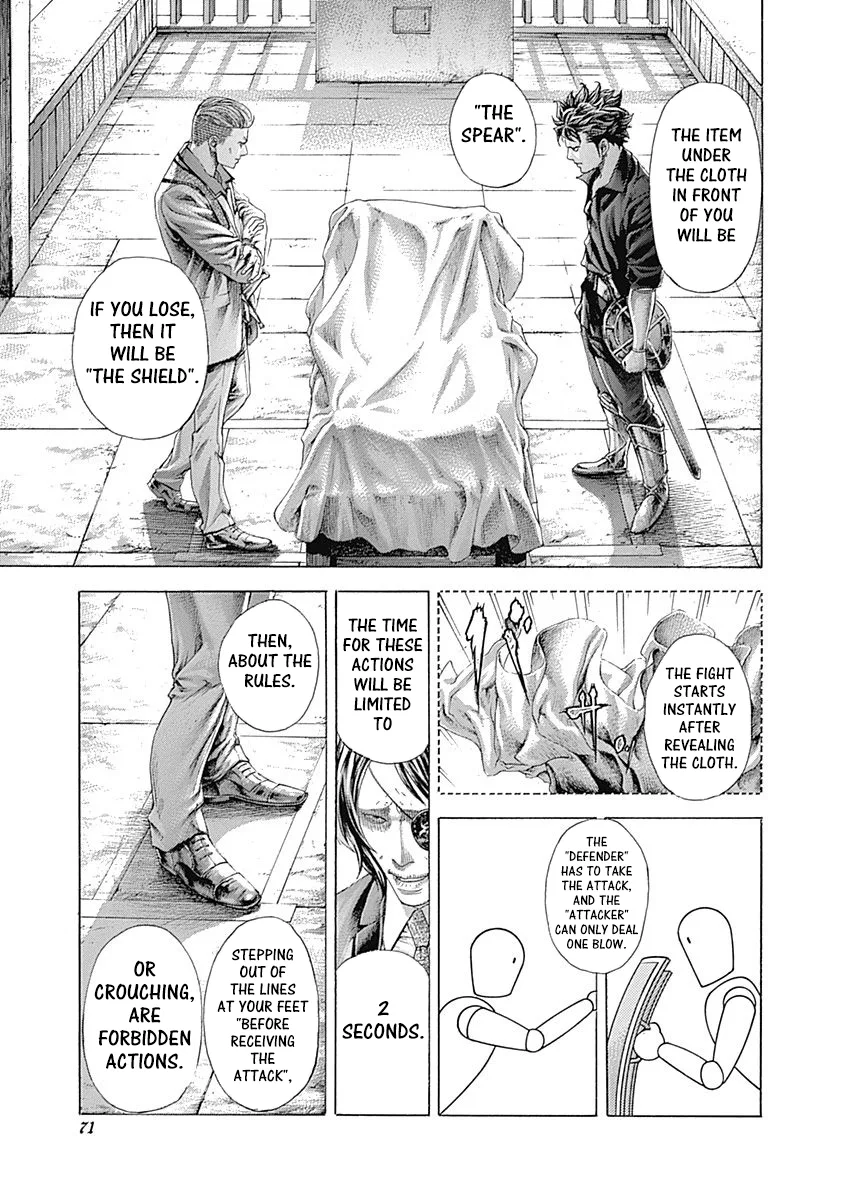 THE ITEM
UNDER
THE CLOTH
IN FRONT
OF YOU
WILL BE
"THE
SPEAR".
IF YOU LOSE,
THEN IT
WILL BE
"THE SHIELD".
THE FIGHT
STARTS
INSTANTLY
AFTER
REVEALING
THE CLOTH.
THE
"DEFENDER"
HAS TO TAKE
THE ATTACK,
AND THE
"ATTACKER"
CAN ONLY DEAL
ONE BLOW.
THE TIME
FOR THESE
ACTIONS
WILL BE
LIMITED
TO
2
SECONDS.
THEN,
ABOUT THE
RULES.
STEPPING
OUT OF
THE LINES
AT YOUR FEET
"BEFORE
RECEIVING
THE
ATTACK",
OR
CROUCHING,
ARE
FORBIDDEN
ACTIONS.
71